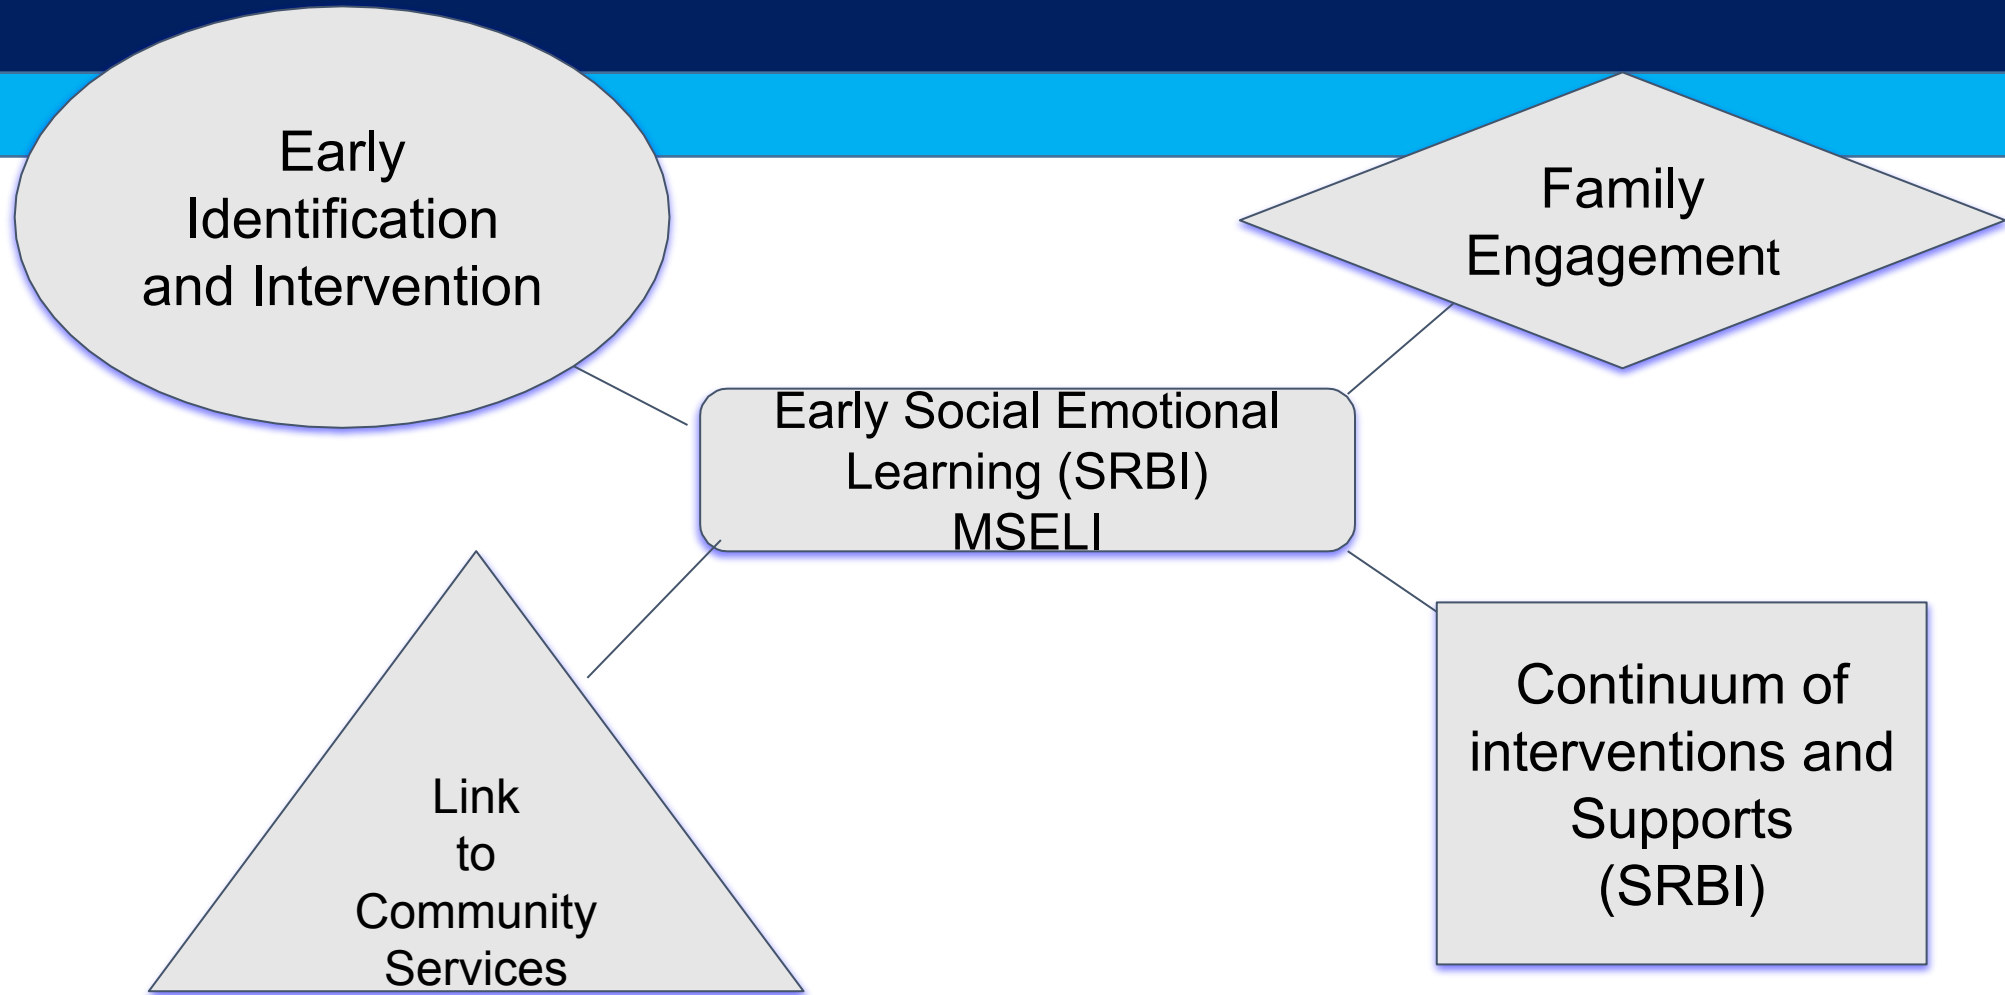 Early
Identification
and Intervention
Family
Engagement
Early Social Emotional
Learning (SRBI)
MSELI
Link
to
Community
Services
Continuum of
interventions and
Supports
(SRBI)